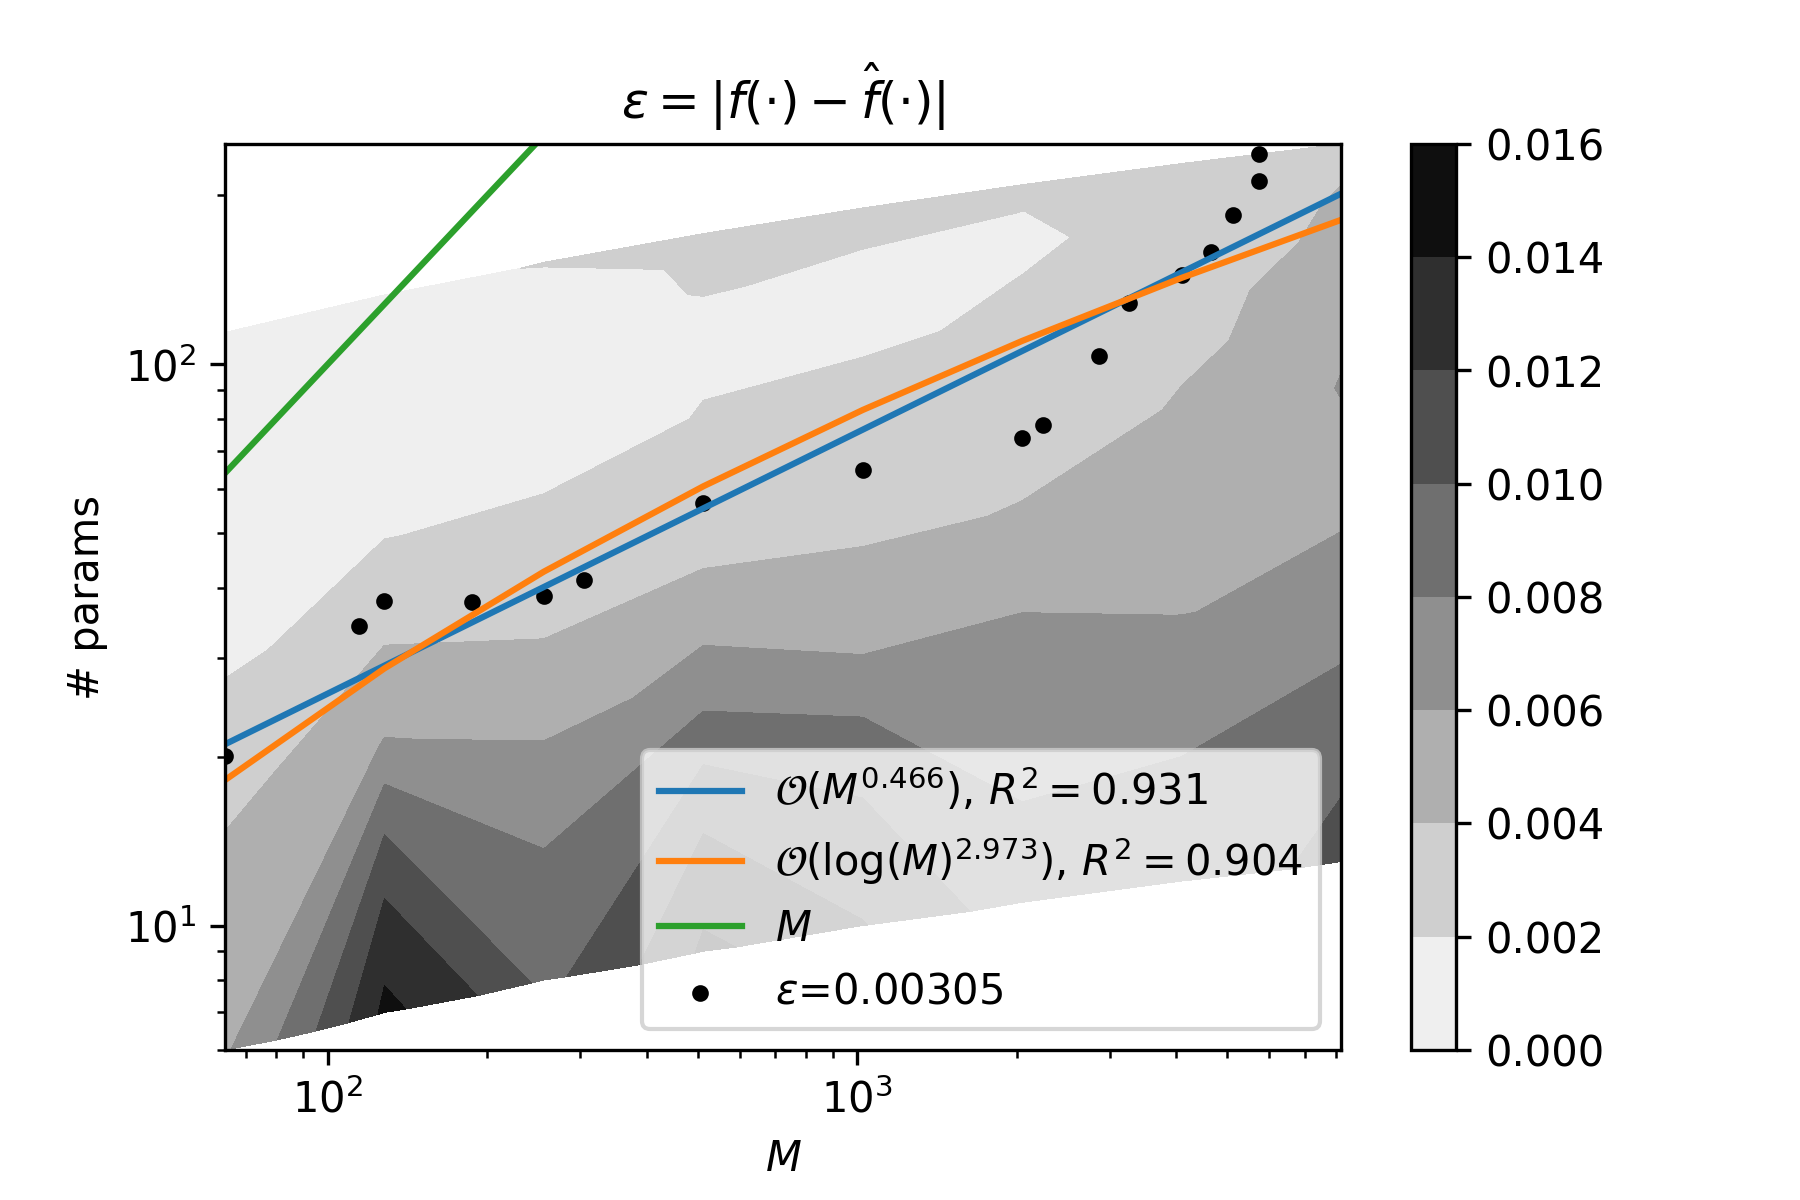 ε = |f(·) − f̂(·)|
# params
10²
10¹
10²
10³
M
𝒪(M^0.466), R² = 0.931
𝒪(log(M)^2.973), R² = 0.904
M
ε=0.00305
0.016
0.014
0.012
0.010
0.008
0.006
0.004
0.002
0.000